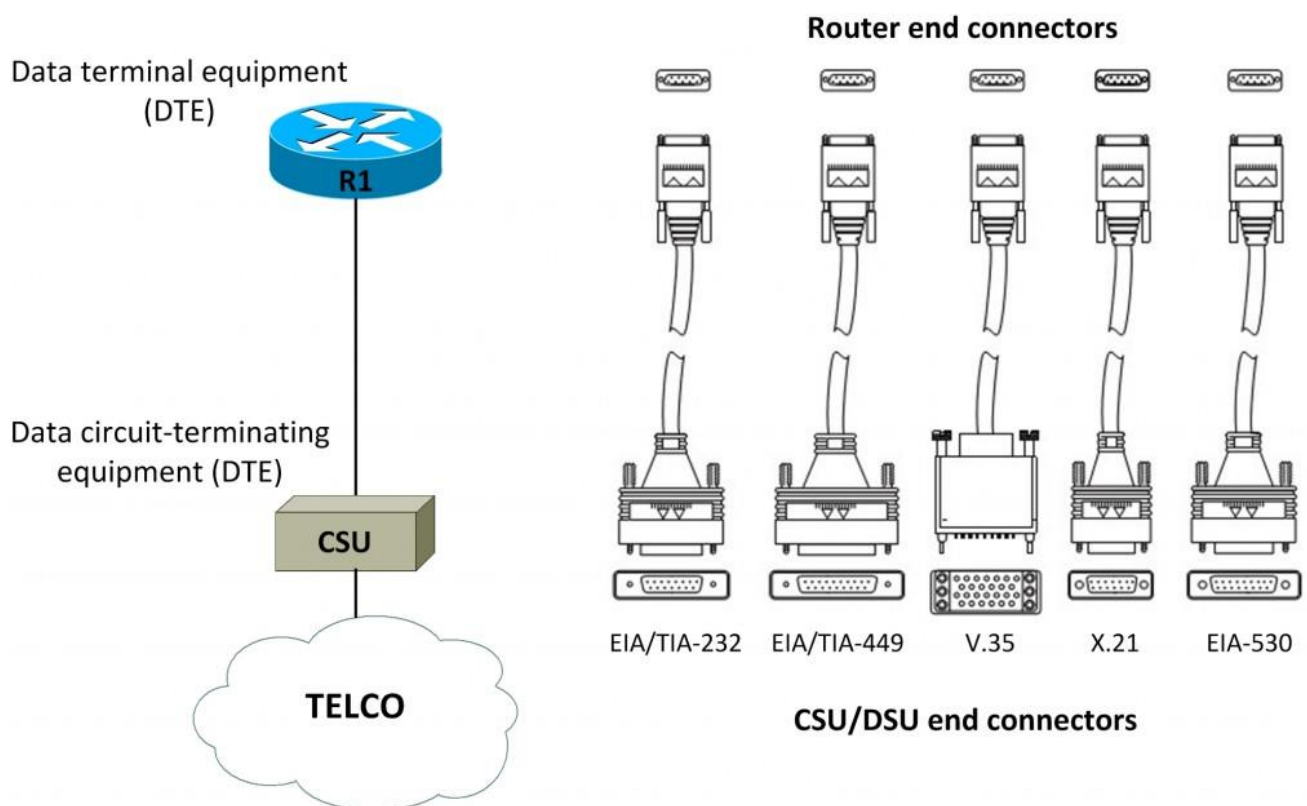 Router end connectors
Data terminal equipment
(DTE)
R1
Data circuit-terminating
equipment (DTE)
CSU
TELCO
EIA/TIA-232
EIA/TIA-449
V.35
X.21
EIA-530
CSU/DSU end connectors